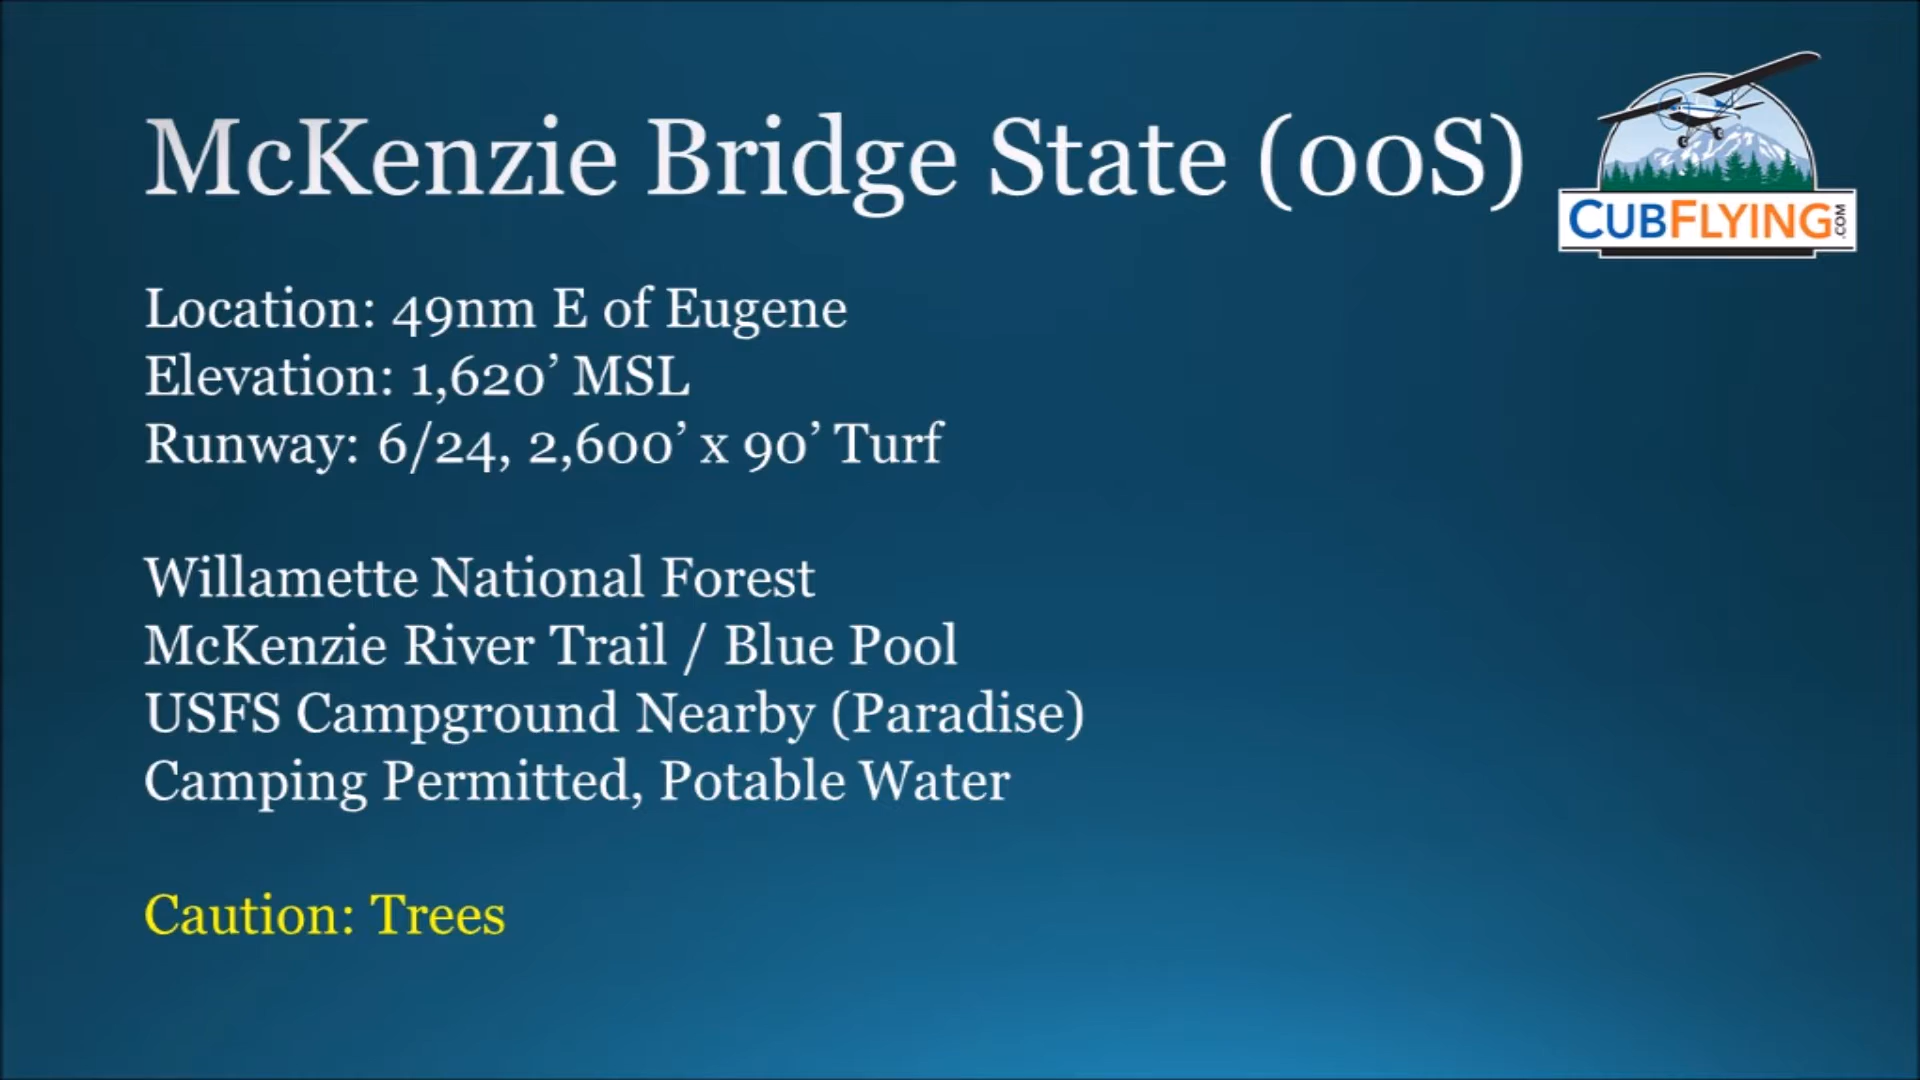 McKenzie Bridge State (00S)
CUBFLYING.COM
Location: 49nm E of Eugene
Elevation: 1,620’ MSL
Runway: 6/24, 2,600’ x 90’ Turf
Willamette National Forest
McKenzie River Trail / Blue Pool
USFS Campground Nearby (Paradise)
Camping Permitted, Potable Water
Caution: Trees